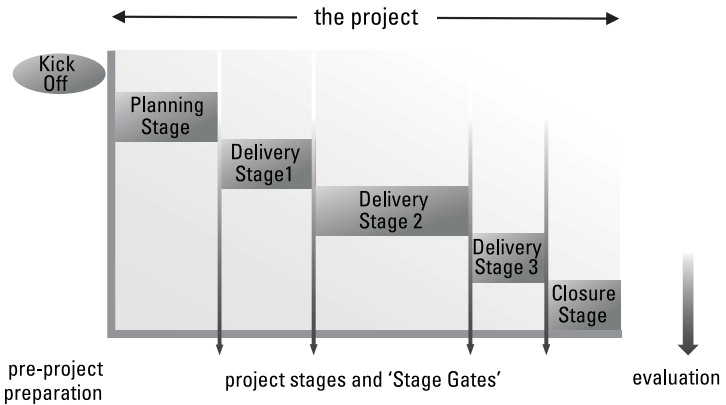 the project
Kick
Off
Planning
Stage
Delivery
Stage1
Delivery
Stage 2
Delivery
Stage 3
Closure
Stage
pre-project
preparation
project stages and 'Stage Gates'
evaluation